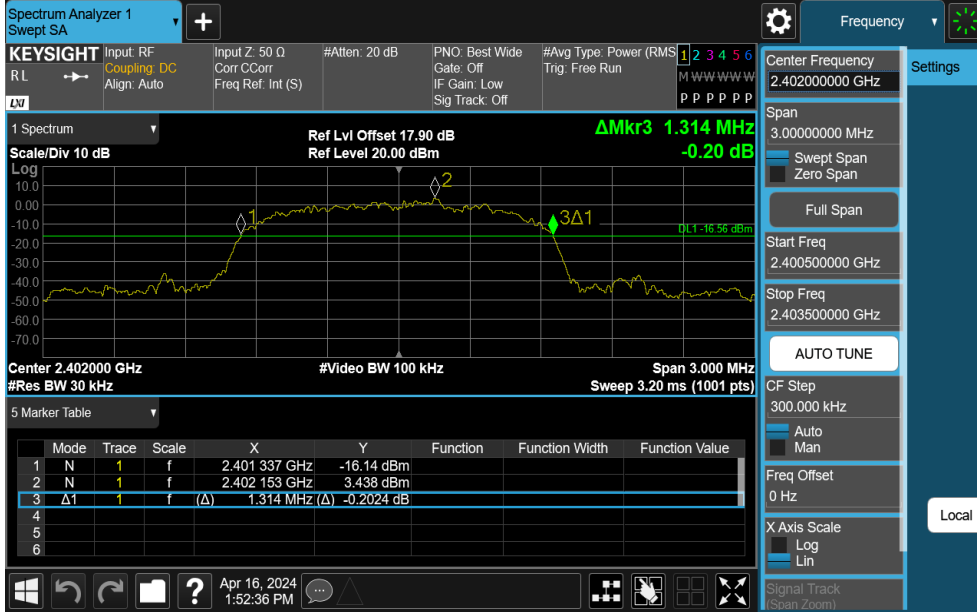 Spectrum Analyzer 1
Swept SA
+
Frequency
KEYSIGHT
R L
LXI
Input: RF
Coupling: DC
Align: Auto
Input Z: 50 Ω
Corr CCorr
Freq Ref: Int (S)
#Atten: 20 dB
PNO: Best Wide
Gate: Off
IF Gain: Low
Sig Track: Off
#Avg Type: Power (RMS
Trig: Free Run
1 2 3 4 5 6
M W W W W W
P P P P P P
1 Spectrum
Scale/Div 10 dB
Ref Lvl Offset 17.90 dB
Ref Level 20.00 dBm
ΔMkr3 1.314 MHz
-0.20 dB
Log
10.0
0.00
-10.0
-20.0
-30.0
-40.0
-50.0
-60.0
-70.0
1
2
3Δ1
DL1 -16.56 dBm
Center 2.402000 GHz
#Video BW 100 kHz
Span 3.000 MHz
#Res BW 30 kHz
Sweep 3.20 ms (1001 pts)
5 Marker Table
Mode Trace Scale X Y Function Function Width Function Value
1 N 1 f 2.401 337 GHz -16.14 dBm
2 N 1 f 2.402 153 GHz 3.438 dBm
3 Δ1 1 f (Δ) 1.314 MHz (Δ) -0.2024 dB
4
5
6
?
Apr 16, 2024
1:52:36 PM
Center Frequency
2.402000000 GHz
Settings
Span
3.00000000 MHz
Swept Span
Zero Span
Full Span
Start Freq
2.400500000 GHz
Stop Freq
2.403500000 GHz
AUTO TUNE
CF Step
300.000 kHz
Auto
Man
Freq Offset
0 Hz
Local
X Axis Scale
Log
Lin
Signal Track
(Span Zoom)